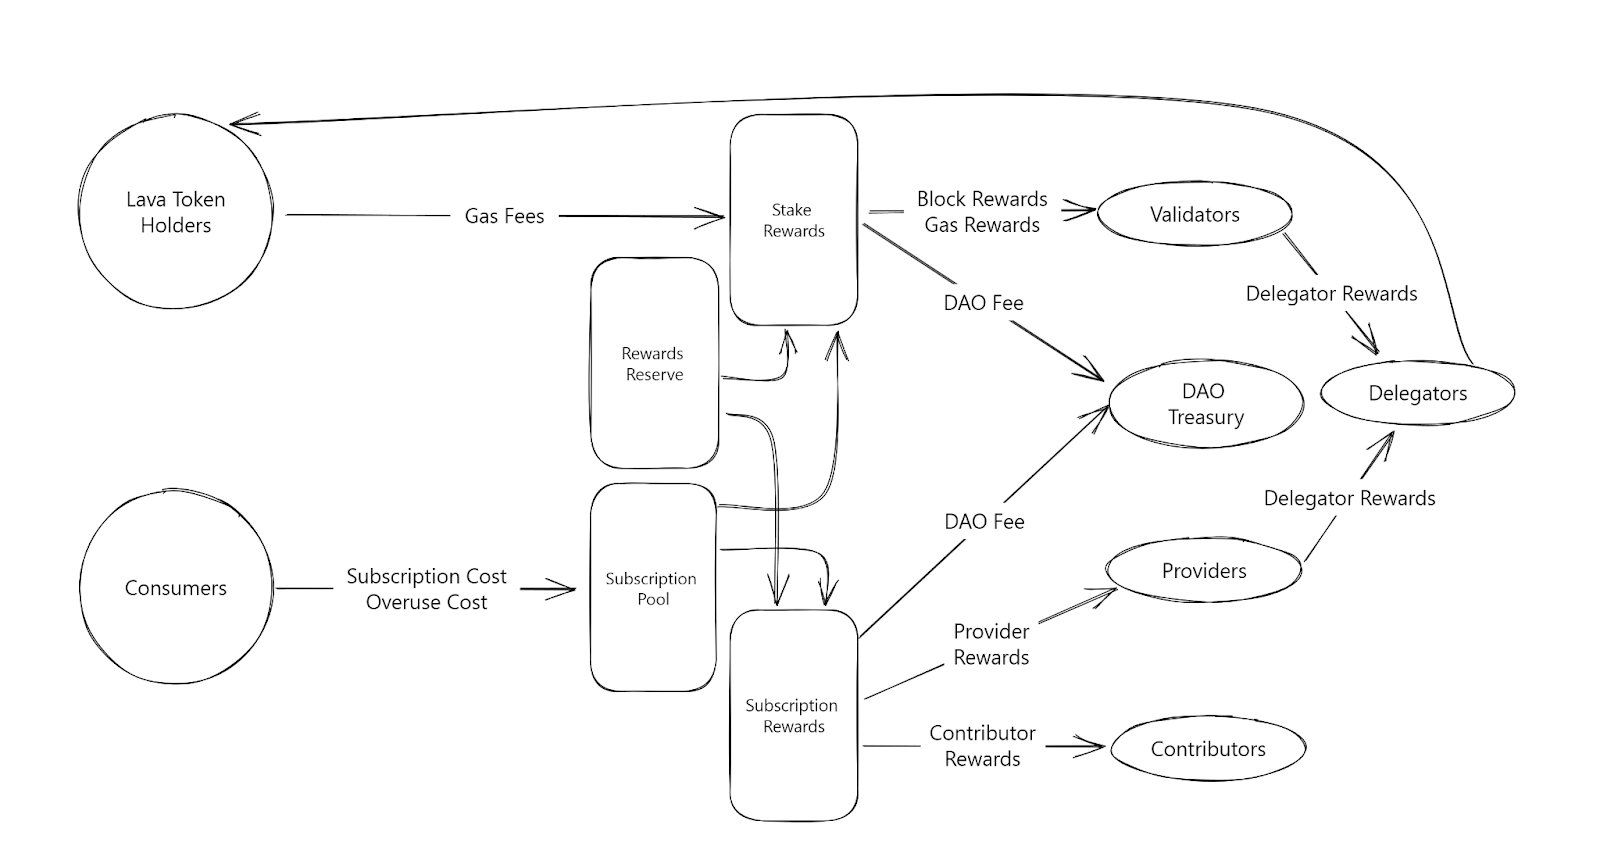 Lava Token
Holders
Gas Fees
Stake
Rewards
Block Rewards
Gas Rewards
Validators
Delegator Rewards
DAO Fee
Rewards
Reserve
DAO
Treasury
Delegators
Delegator Rewards
DAO Fee
Consumers
Subscription Cost
Overuse Cost
Subscription
Pool
Providers
Provider
Rewards
Subscription
Rewards
Contributor
Rewards
Contributors